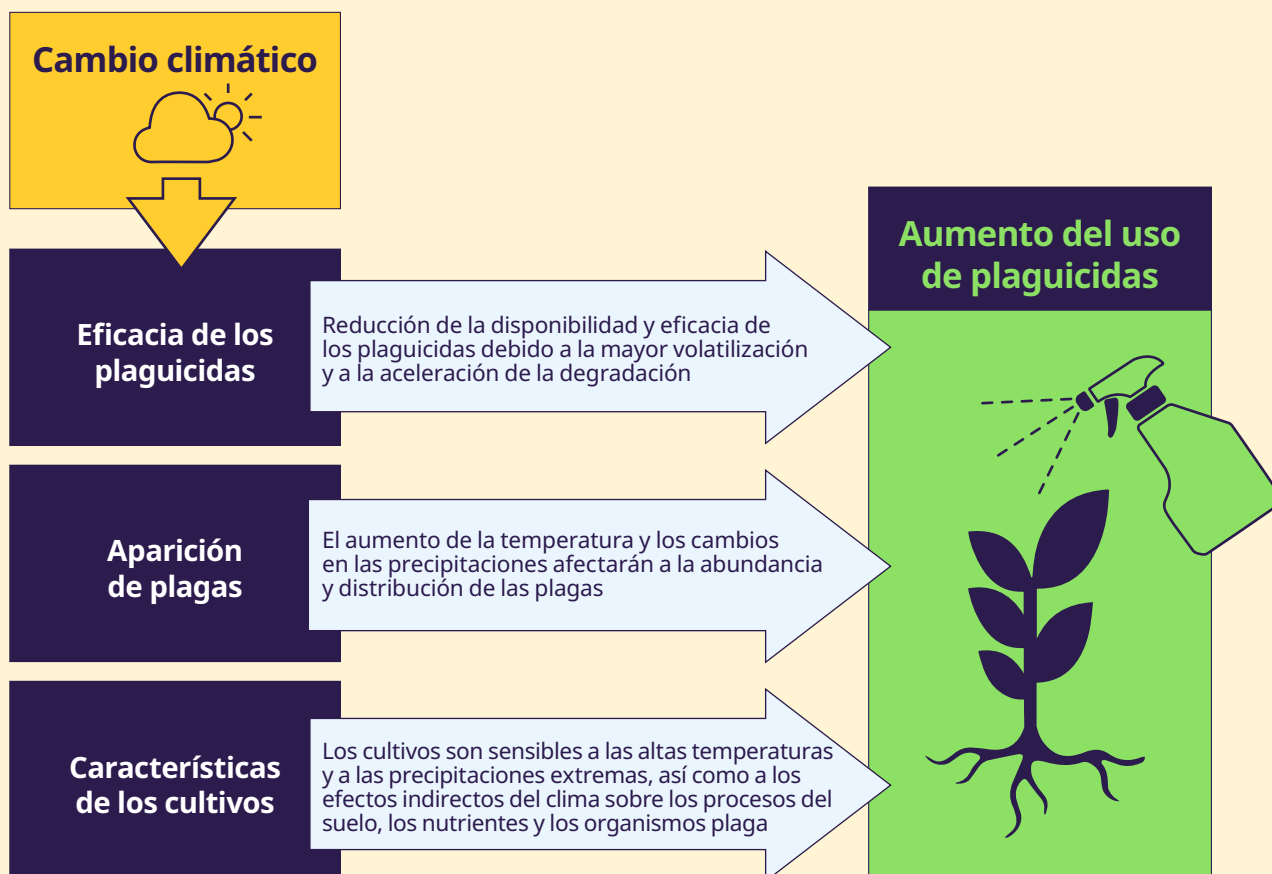 Cambio climático
Eficacia de los
plaguicidas
Reducción de la disponibilidad y eficacia de
los plaguicidas debido a la mayor volatilización
y a la aceleración de la degradación
Aparición
de plagas
El aumento de la temperatura y los cambios
en las precipitaciones afectarán a la abundancia
y distribución de las plagas
Características
de los cultivos
Los cultivos son sensibles a las altas temperaturas
y a las precipitaciones extremas, así como a los
efectos indirectos del clima sobre los procesos del
suelo, los nutrientes y los organismos plaga
Aumento del uso
de plaguicidas